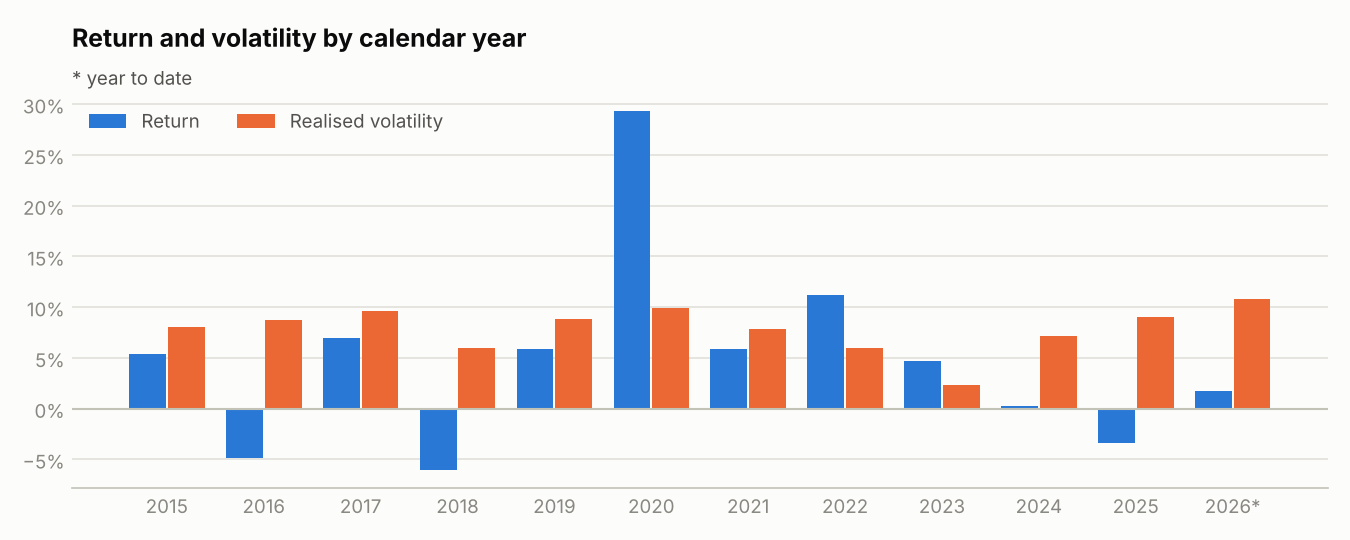 Return and volatility by calendar year
* year to date
30%
Return Realised volatility
25%
20%
15%
10%
5%
0%
−5%
2015 2016 2017 2018 2019 2020 2021 2022 2023 2024 2025 2026*